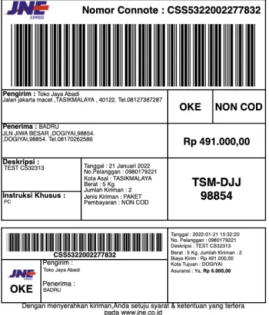 JNE
EXPRESS
Nomor Connote : CSS5322002277832
Pengirim : Toko Jaya Abadi
Jalan jakarta macet ,TASIKMALAYA , 40122. Tel.08127387287
OKE
NON COD
Penerima : BADRU
JLN JIWA BESAR ,DOGIYAI,98854.
,DOGIYAI,98854. Tel.08170262586
Rp 491.000,00
Deskripsi :
TEST CS32313
Instruksi Khusus :
PC
Tanggal : 21 Januari 2022
No.Pelanggan : 0980179221
Kota Asal : TASIKMALAYA
Berat : 5 Kg
Jumlah Kiriman : 2
Jenis Kiriman : PAKET
Pembayaran : NON COD
TSM-DJJ
98854
CSS5322002277832
JNE
OKE
Pengirim :
Toko Jaya Abadi
Penerima :
BADRU
Tanggal : 2022-01-21 15:32:20
No. Pelanggan : 0980179221
Deskripsi : TEST CS32313
Berat : 5 Kg, Jumlah Kiriman : 2
Biaya Kirim : Rp 491.000,00
Kota Tujuan : DOGIYAI
Asuransi : Ya, Rp 6.000,00
Dengan menyerahkan kiriman,Anda setuju syarat & ketentuan yang tertera
pada www.jne.co.id